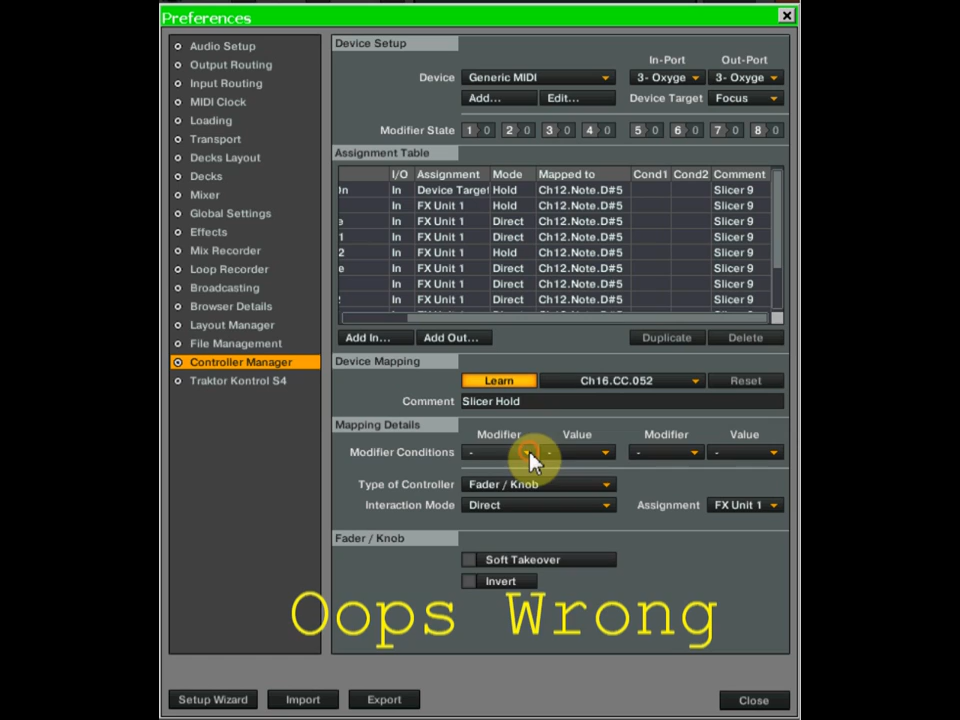 Preferences
Audio Setup
Output Routing
Input Routing
MIDI Clock
Loading
Transport
Decks Layout
Decks
Mixer
Global Settings
Effects
Mix Recorder
Loop Recorder
Broadcasting
Browser Details
Layout Manager
File Management
Controller Manager
Traktor Kontrol S4
Device Setup
In-Port Out-Port
Device Generic MIDI 3- Oxyge 3- Oxyge
Add... Edit... Device Target Focus
Modifier State 1 0 2 0 3 0 4 0 5 0 6 0 7 0 8 0
Assignment Table
I/O Assignment Mode Mapped to Cond1 Cond2 Comment
In Device Target Hold Ch12.Note.D#5 Slicer 9
In FX Unit 1 Hold Ch12.Note.D#5 Slicer 9
e In FX Unit 1 Direct Ch12.Note.D#5 Slicer 9
1 In FX Unit 1 Direct Ch12.Note.D#5 Slicer 9
2 In FX Unit 1 Hold Ch12.Note.D#5 Slicer 9
e In FX Unit 1 Direct Ch12.Note.D#5 Slicer 9
In FX Unit 1 Direct Ch12.Note.D#5 Slicer 9
In FX Unit 1 Direct Ch12.Note.D#5 Slicer 9
Add In... Add Out... Duplicate Delete
Device Mapping
Learn Ch16.CC.052 Reset
Comment Slicer Hold
Mapping Details
Modifier Value Modifier Value
Modifier Conditions - - - -
Type of Controller Fader / Knob
Interaction Mode Direct Assignment FX Unit 1
Fader / Knob
Soft Takeover
Invert
Oops Wrong
Setup Wizard Import Export Close